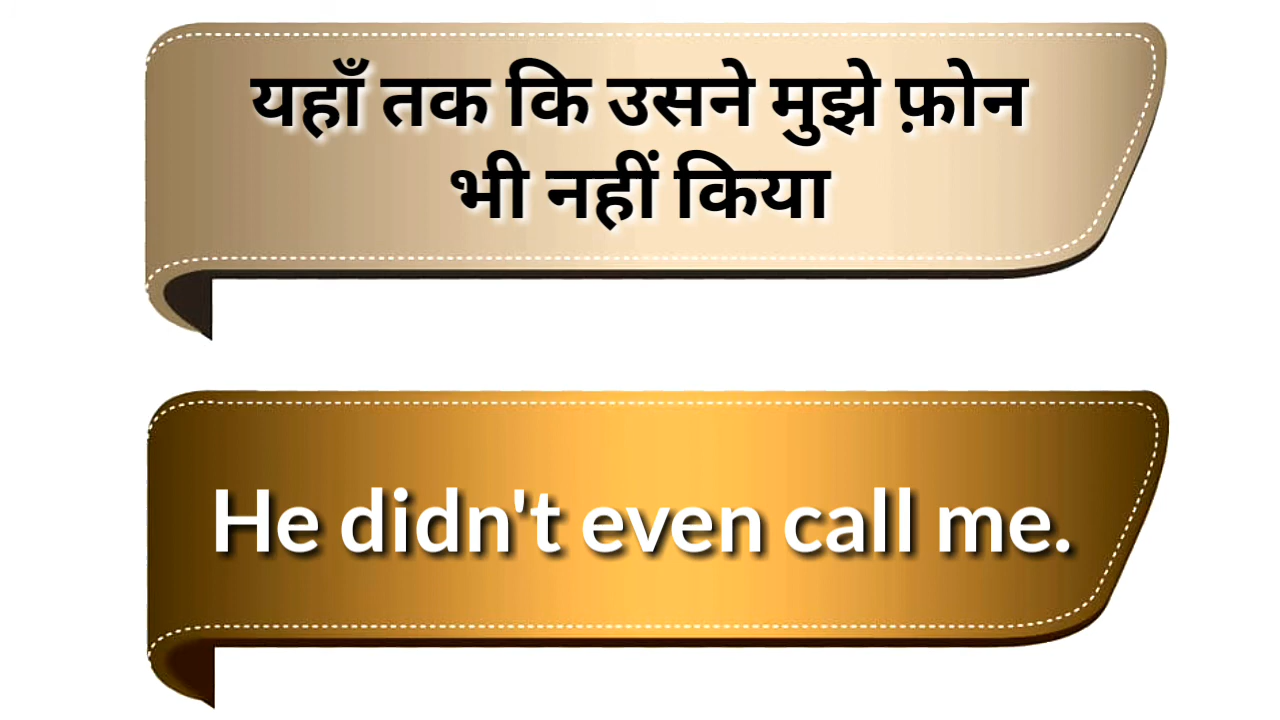 यहाँ तक कि उसने मुझे फ़ोन
भी नहीं किया
He didn't even call me.